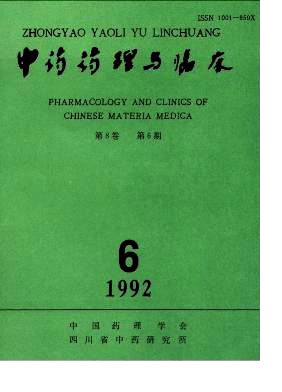 ISSN 1001-859X
ZHONGYAO YAOLI YU LINCHUANG
中药药理与临床
PHARMACOLOGY AND CLINICS OF
CHINESE MATERIA MEDICA
第8卷 第6期
6
1992
中国药理学会
四川省中药研究所